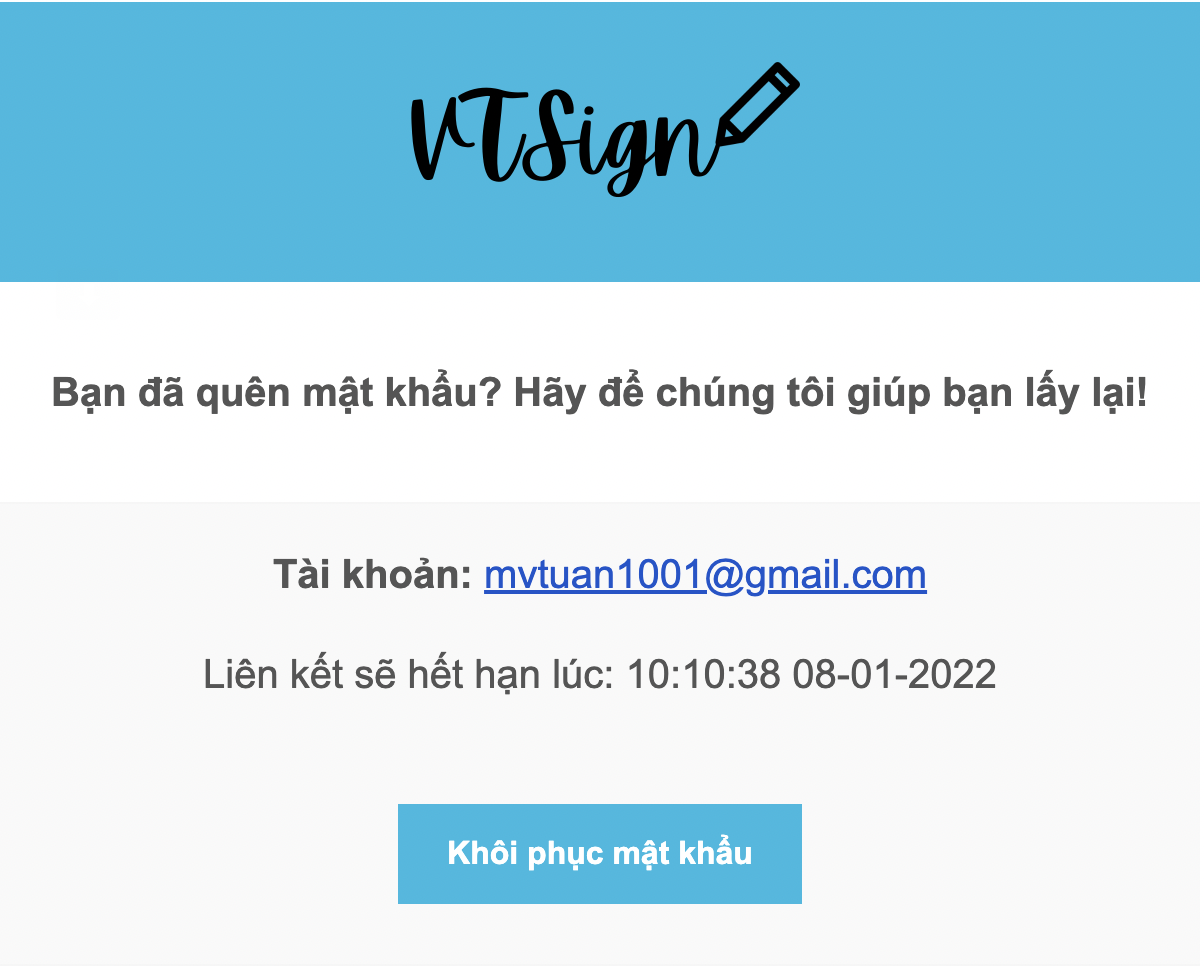 VTSign
Bạn đã quên mật khẩu? Hãy để chúng tôi giúp bạn lấy lại!
Tài khoản: mvtuan1001@gmail.com
Liên kết sẽ hết hạn lúc: 10:10:38 08-01-2022
Khôi phục mật khẩu